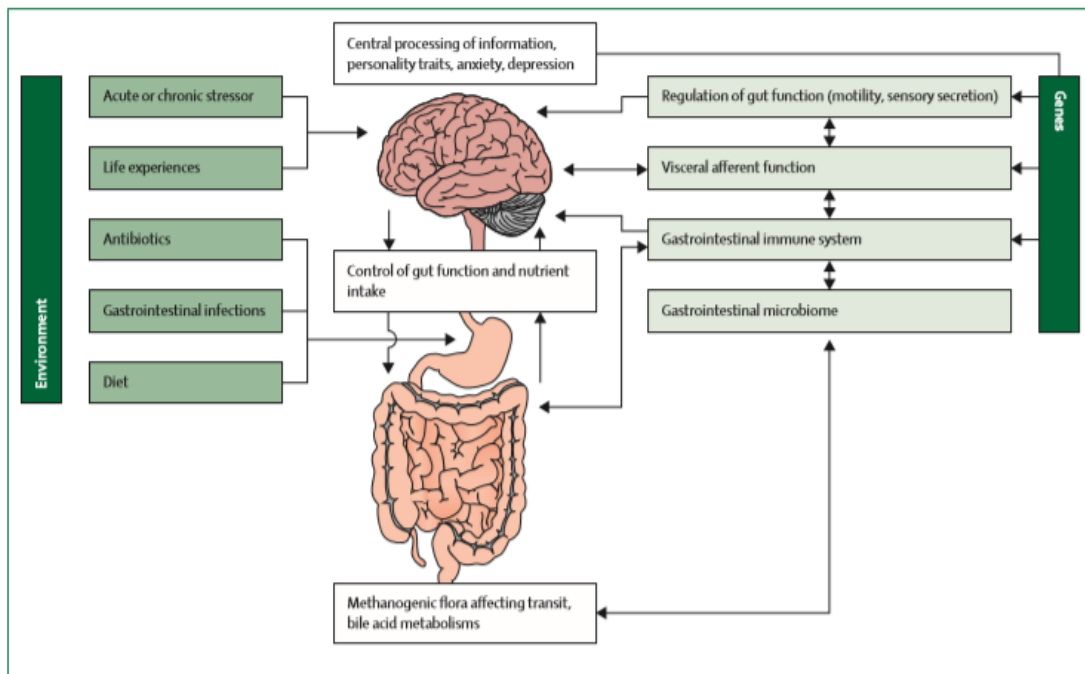 Central processing of information,
personality traits, anxiety, depression
Environment
Acute or chronic stressor
Life experiences
Antibiotics
Gastrointestinal infections
Diet
Control of gut function and nutrient
intake
Methanogenic flora affecting transit,
bile acid metabolisms
Regulation of gut function (motility, sensory secretion)
Visceral afferent function
Gastrointestinal immune system
Gastrointestinal microbiome
Genes